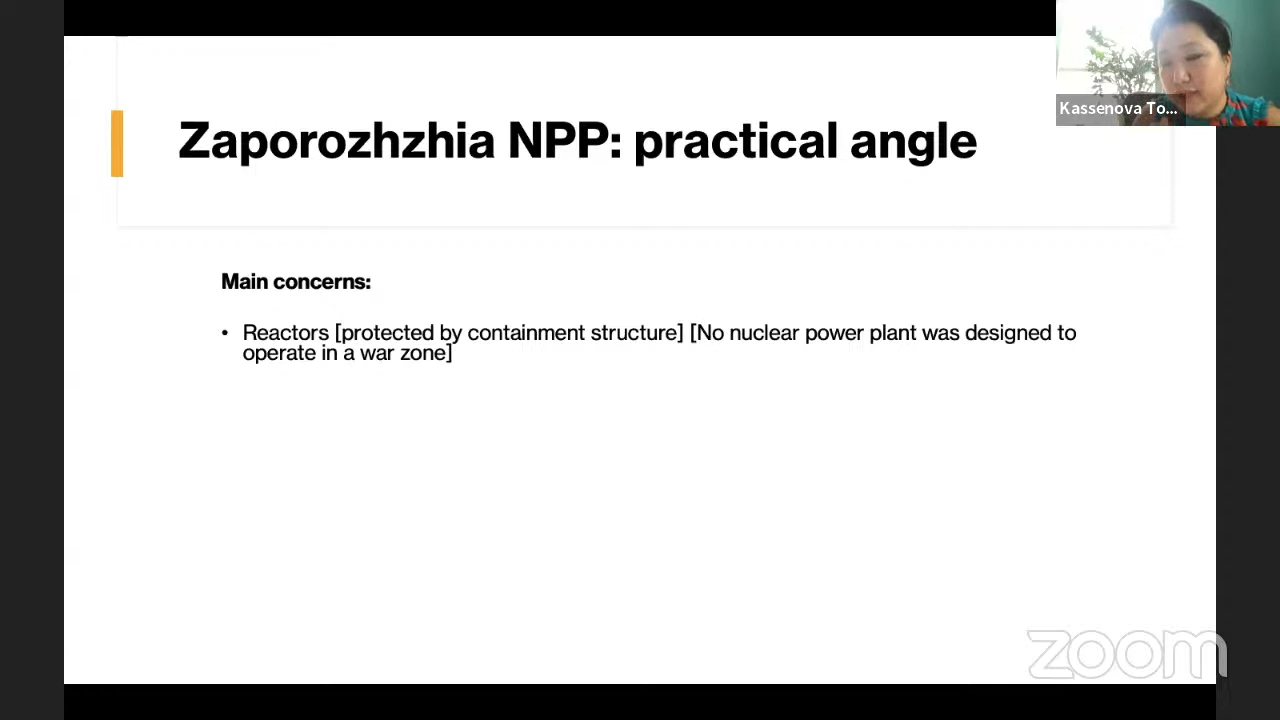 Zaporozhzhia NPP: practical angle
Kassenova To...
Main concerns:
• Reactors [protected by containment structure] [No nuclear power plant was designed to
operate in a war zone]
zoom